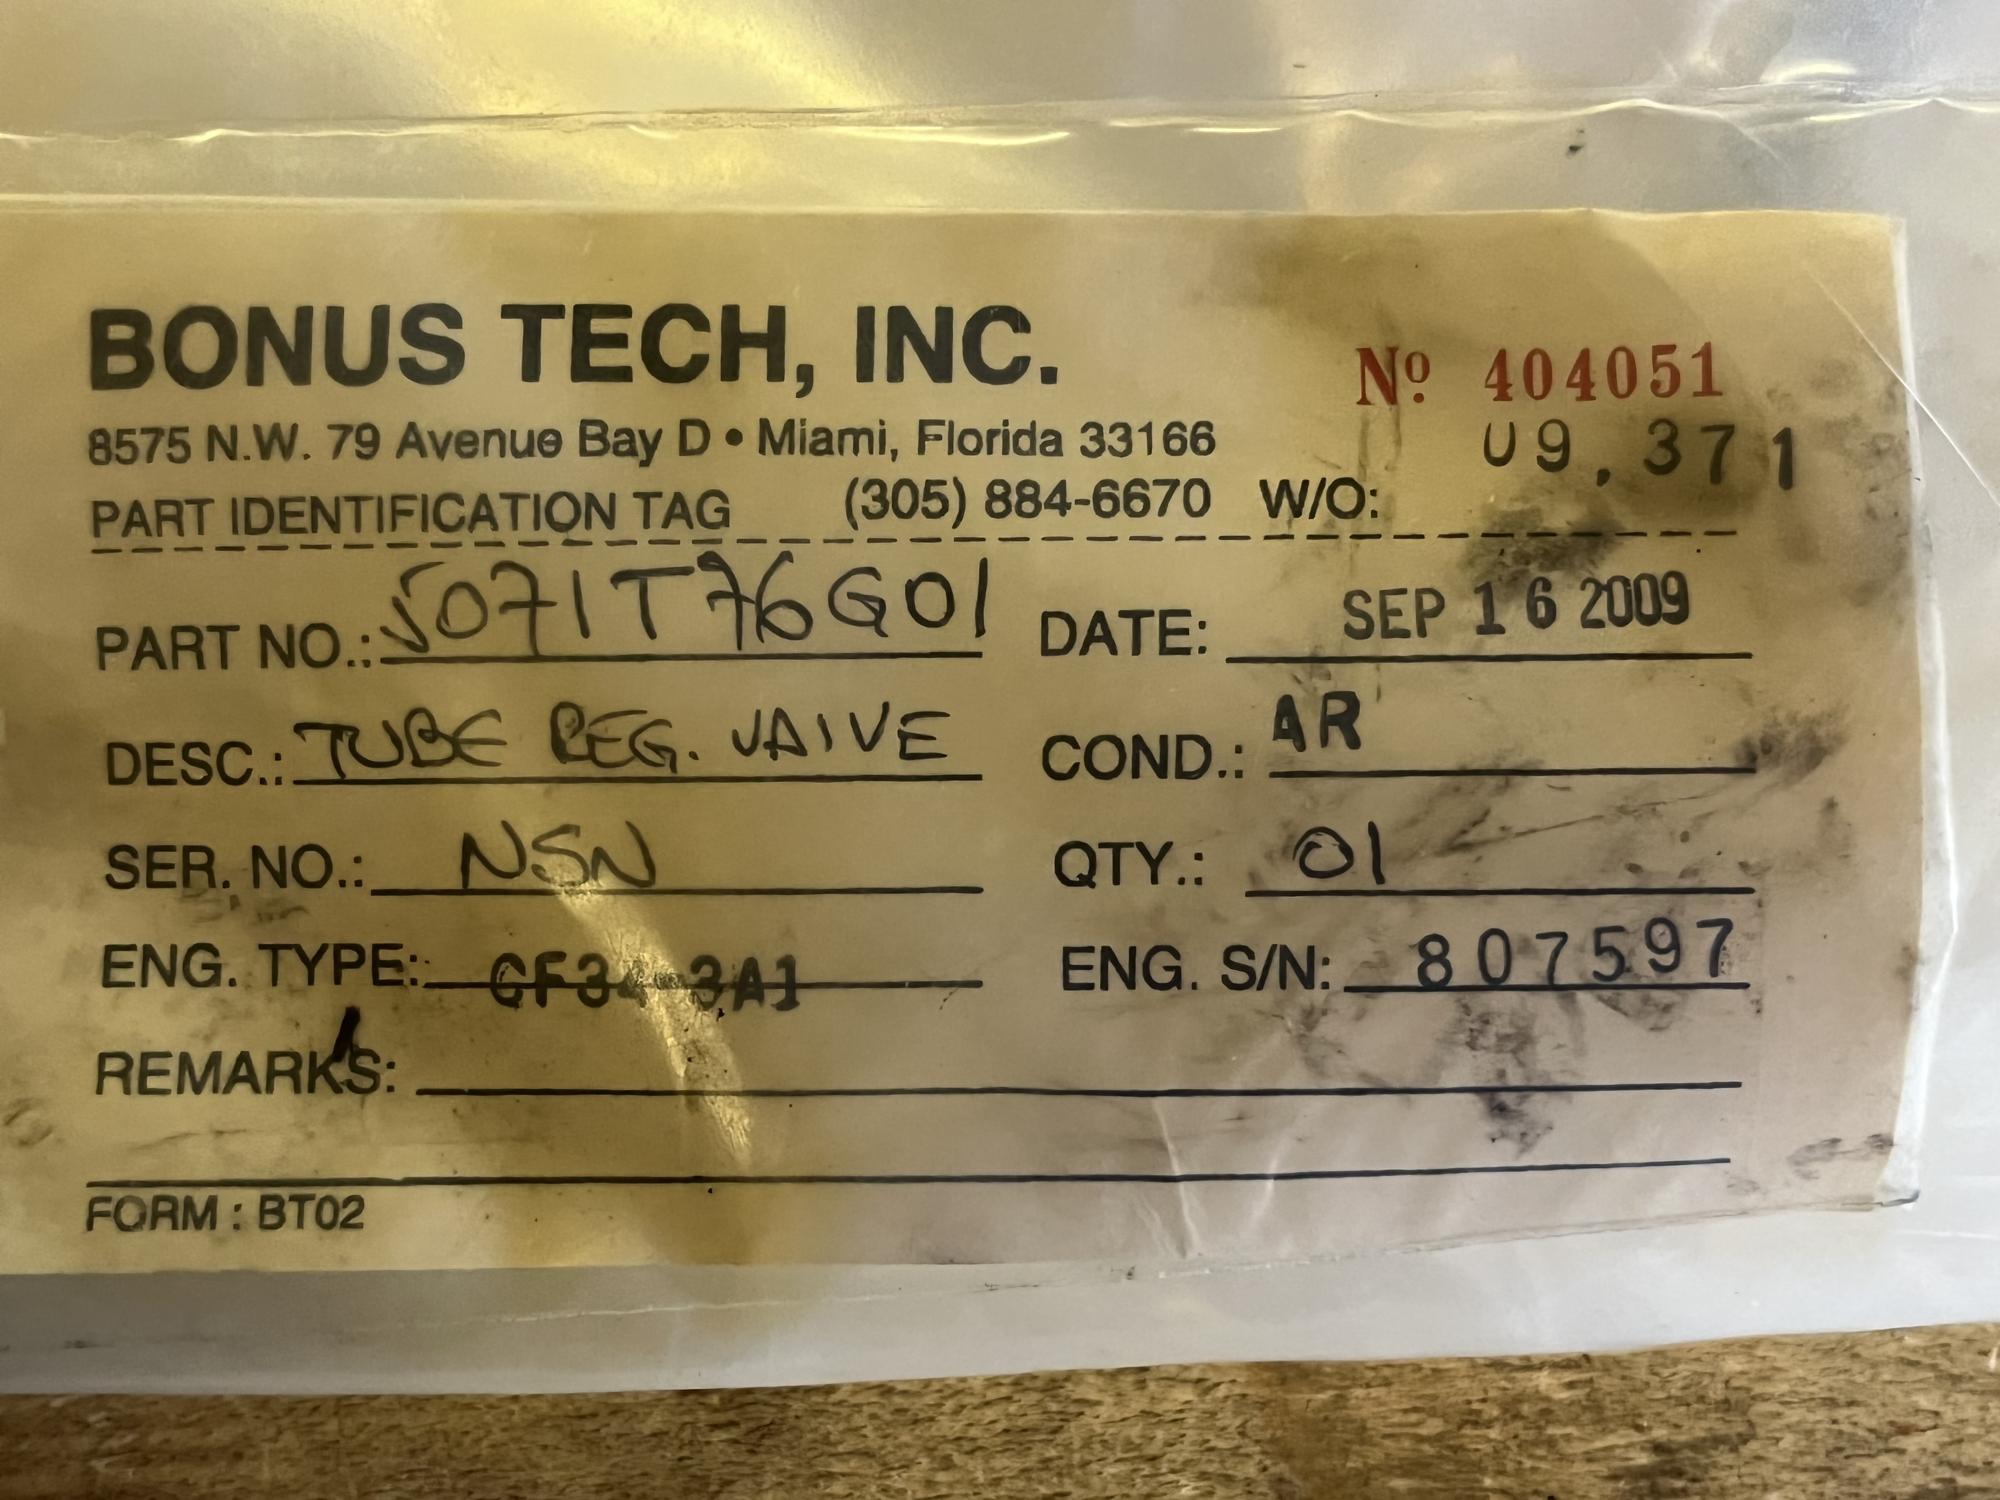 BONUS TECH, INC.
Nº 404051
8575 N.W. 79 Avenue Bay D • Miami, Florida 33166
PART IDENTIFICATION TAG (305) 884-6670 W/O: 09.371
PART NO.: 5071T76G01 DATE: SEP 16 2009
DESC.: TUBE REG. VAIVE COND.: AR
SER. NO.: NSN QTY.: 01
ENG. TYPE: CF34-3A1 ENG. S/N: 807597
REMARKS:
FORM : BT02